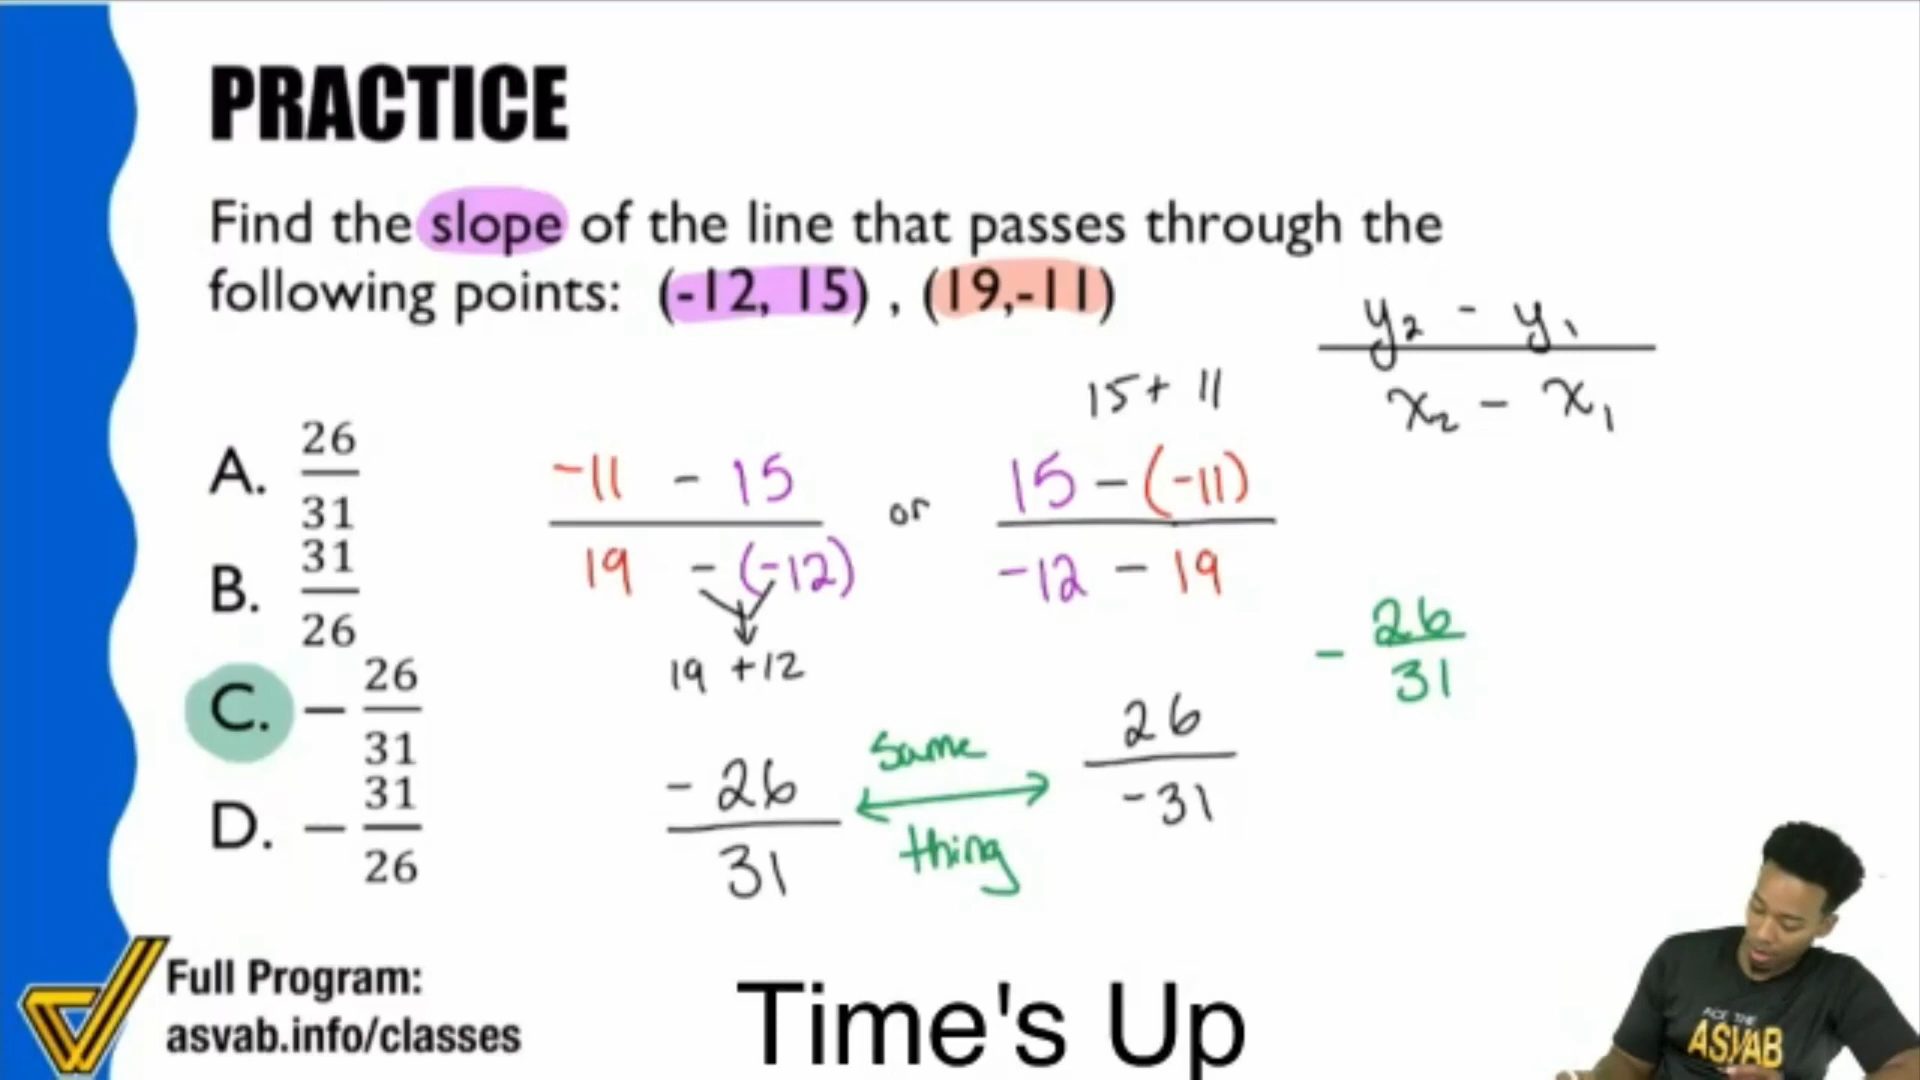 PRACTICE
Find the slope of the line that passes through the
following points: (-12, 15) , (19,-11)
y₂ - y₁
x₂ - x₁
A. 26
31
B. 31
26
C. - 26
31
D. - 31
26
-11 - 15
19 - (-12)
19 +12
or
15+ 11
15 - (-11)
-12 - 19
- 26
31
- 26
31
same
thing
26
-31
Full Program:
asvab.info/classes
Time's Up
ACE THE
ASVAB